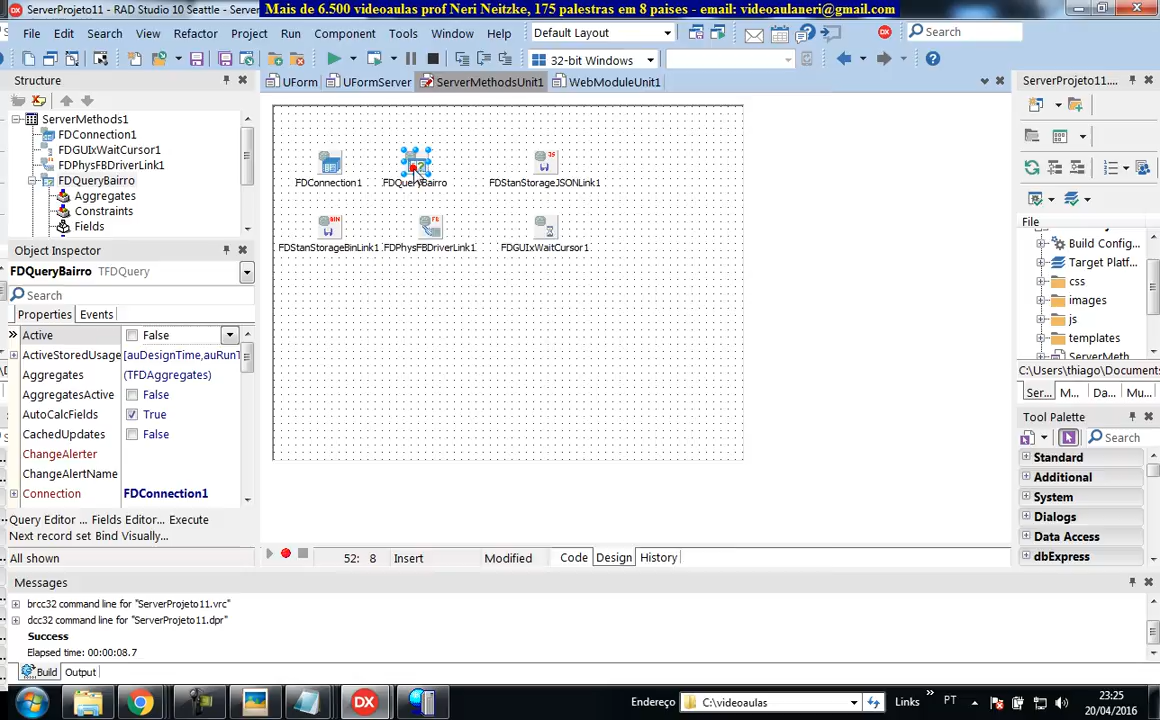 ServerProjeto11 - RAD Studio 10 Seattle - Server
Mais de 6.500 videoaulas prof Neri Neitzke, 175 palestras em 8 paises - email: videoaulaneri@gmail.com
File Edit Search View Refactor Project Run Component Tools Window Help
Default Layout
Search
32-bit Windows
Structure
UForm UFormServer ServerMethodsUnit1 WebModuleUnit1
ServerProjeto11....
ServerMethods1
FDConnection1
FDGUIxWaitCursor1
FDPhysFBDriverLink1
FDQueryBairro
Aggregates
Constraints
Fields
FDConnection1 FDQueryBairro FDStanStorageJSONLink1
FDStanStorageBinLink1 FDPhysFBDriverLink1 FDGUIxWaitCursor1
Object Inspector
FDQueryBairro TFDQuery
Search
Properties Events
Active False
ActiveStoredUsage [auDesignTime,auRunT
Aggregates (TFDAggregates)
AggregatesActive False
AutoCalcFields True
CachedUpdates False
ChangeAlerter
ChangeAlertName
Connection FDConnection1
Query Editor ... Fields Editor... Execute
Next record set Bind Visually...
All shown
File
Build Config...
Target Platf...
css
images
js
templates
ServerMeth
C:\Users\thiago\Documents
Ser... M... Da... Mu...
Tool Palette
Search
Standard
Additional
System
Dialogs
Data Access
dbExpress
52: 8 Insert Modified Code Design History
Messages
brcc32 command line for "ServerProjeto11.vrc"
dcc32 command line for "ServerProjeto11.dpr"
Success
Elapsed time: 00:00:08.7
Build Output
Endereço C:\videoaulas Links PT
23:25
20/04/2016